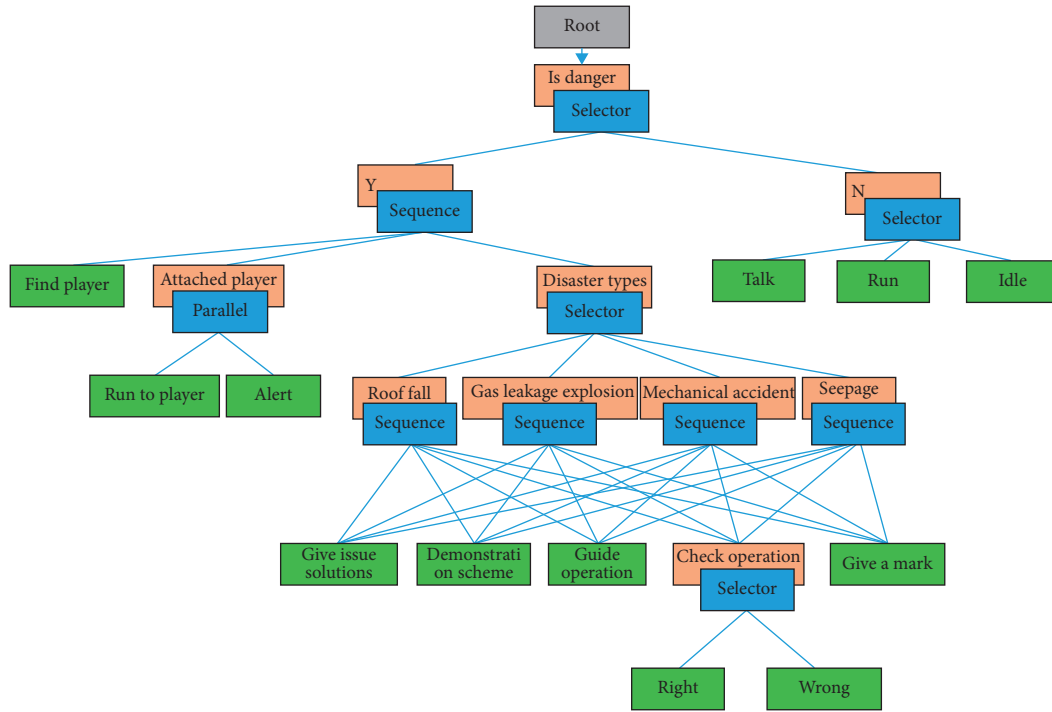 Root
Is danger
Selector
Y
Sequence
N
Selector
Find player
Attached player
Parallel
Disaster types
Selector
Talk
Run
Idle
Run to player
Alert
Roof fall
Sequence
Gas leakage explosion
Sequence
Mechanical accident
Sequence
Seepage
Sequence
Give issue
solutions
Demonstrati
on scheme
Guide
operation
Check operation
Selector
Give a mark
Right
Wrong